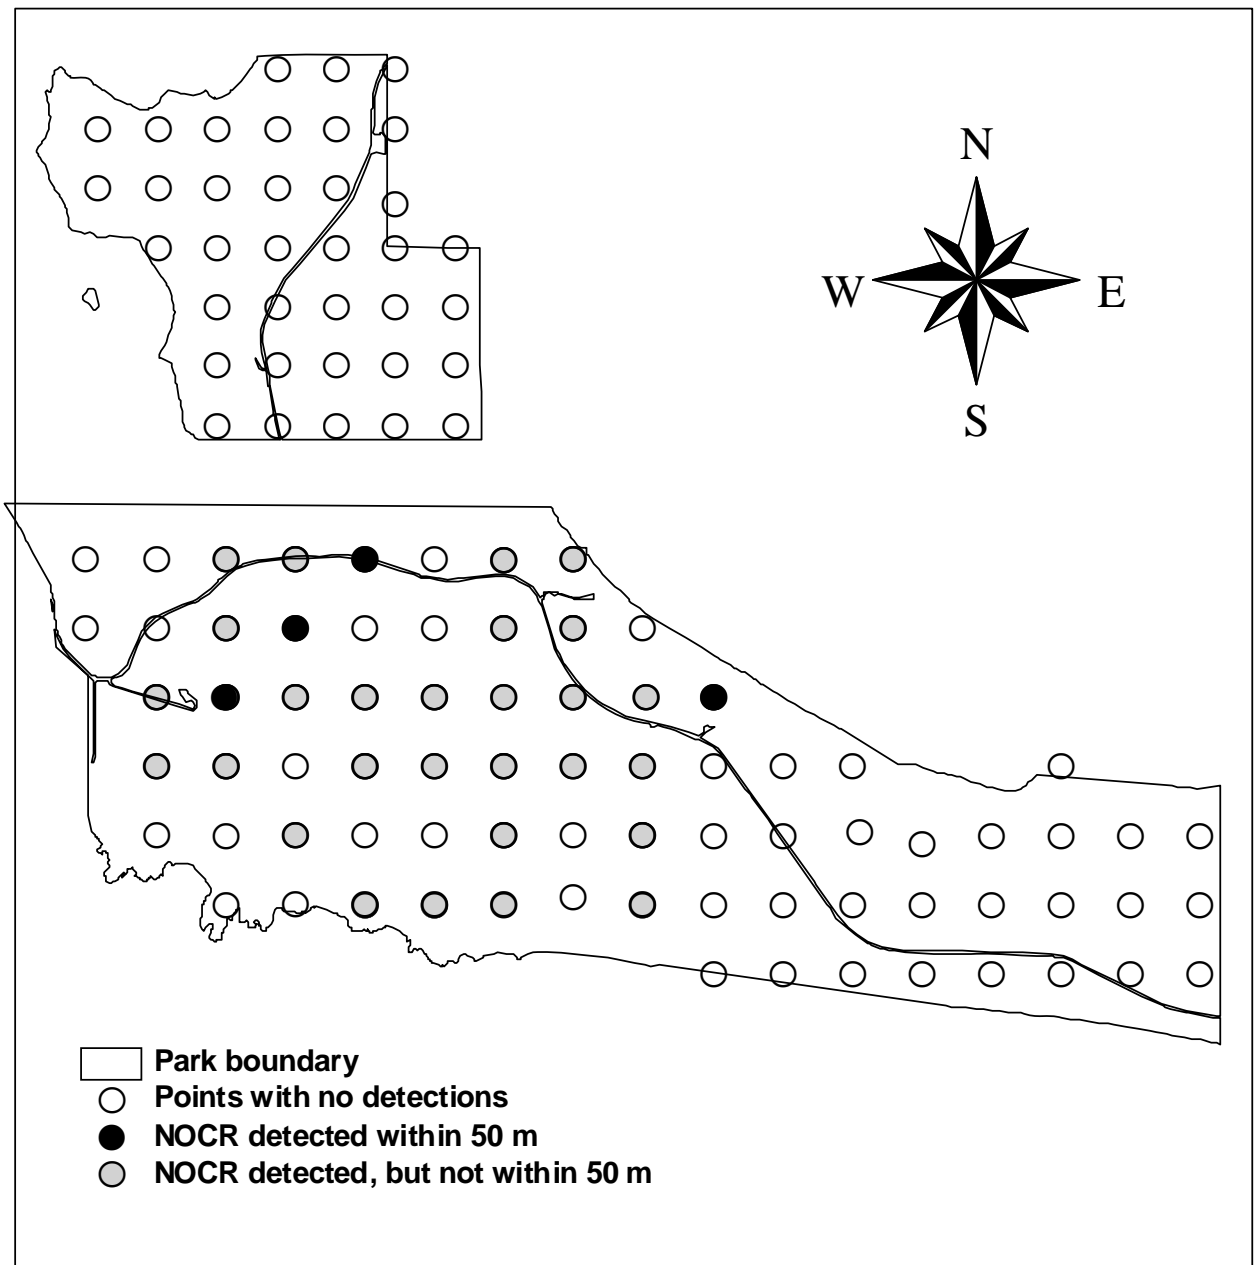 N
W
E
S
Park boundary
Points with no detections
NOCR detected within 50 m
NOCR detected, but not within 50 m